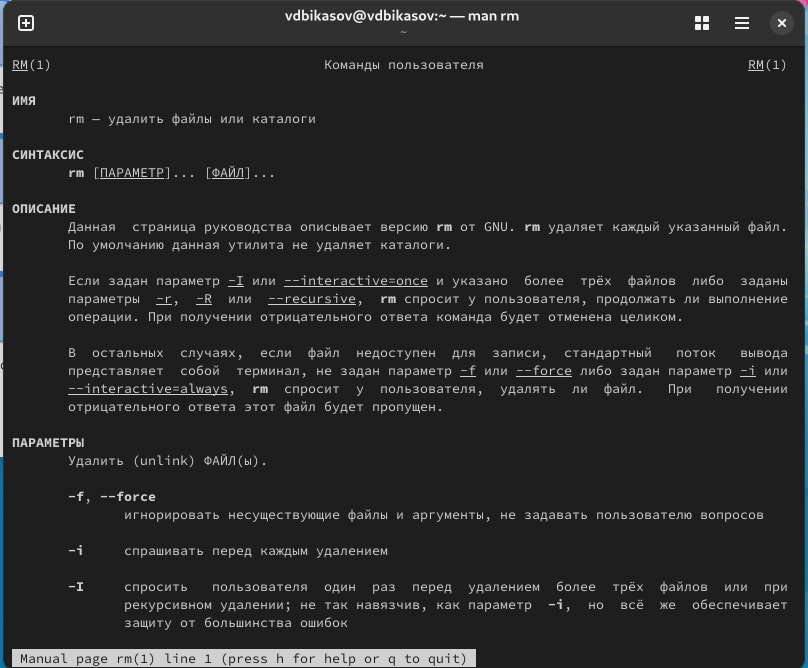 vdbikasov@vdbikasov:~ — man rm
~
RM(1) Команды пользователя RM(1)
ИМЯ
rm — удалить файлы или каталоги
СИНТАКСИС
rm [ПАРАМЕТР]... [ФАЙЛ]...
ОПИСАНИЕ
Данная страница руководства описывает версию rm от GNU. rm удаляет каждый указанный файл.
По умолчанию данная утилита не удаляет каталоги.
Если задан параметр -I или --interactive=once и указано более трёх файлов либо заданы
параметры -r, -R или --recursive, rm спросит у пользователя, продолжать ли выполнение
операции. При получении отрицательного ответа команда будет отменена целиком.
В остальных случаях, если файл недоступен для записи, стандартный поток вывода
представляет собой терминал, не задан параметр -f или --force либо задан параметр -i или
--interactive=always, rm спросит у пользователя, удалять ли файл. При получении
отрицательного ответа этот файл будет пропущен.
ПАРАМЕТРЫ
Удалить (unlink) ФАЙЛ(ы).
-f, --force
игнорировать несуществующие файлы и аргументы, не задавать пользователю вопросов
-i спрашивать перед каждым удалением
-I спросить пользователя один раз перед удалением более трёх файлов или при
рекурсивном удалении; не так навязчив, как параметр -i, но всё же обеспечивает
защиту от большинства ошибок
Manual page rm(1) line 1 (press h for help or q to quit)